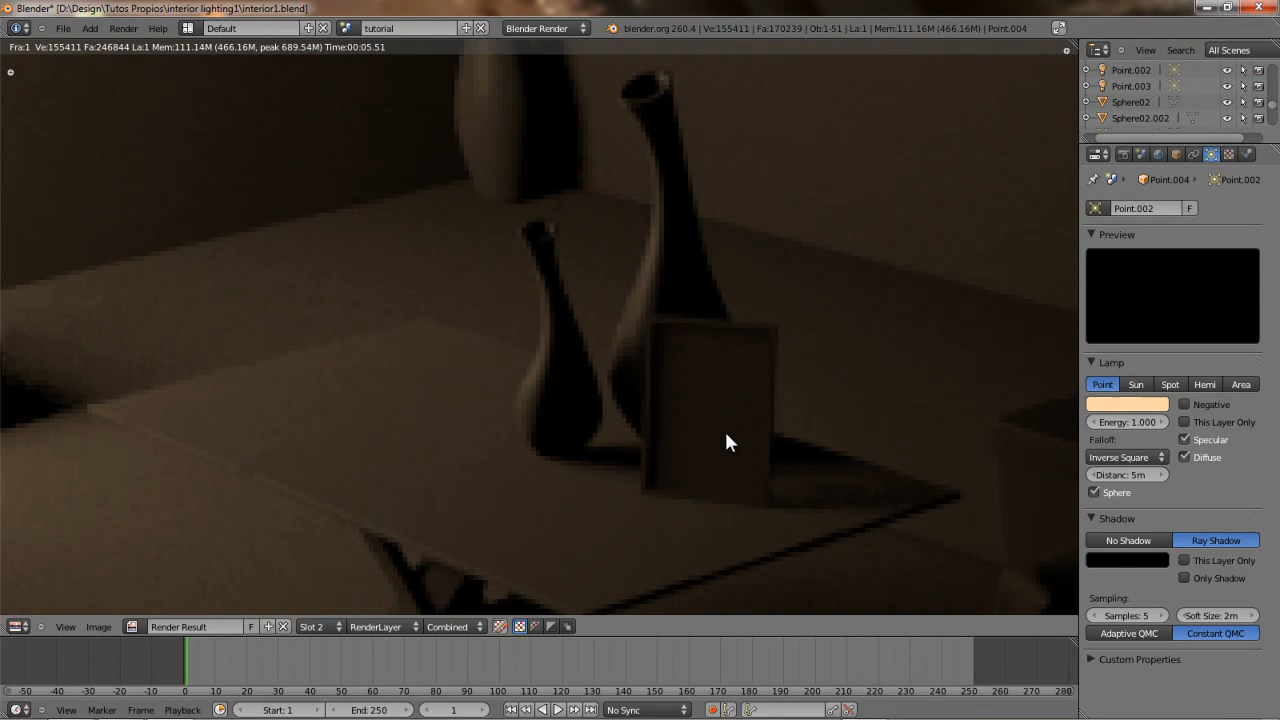 Blender* [D:\Design\Tutos Propios\interior lighting1\interior1.blend]
File Add Render Help Default tutorial Blender Render blender.org 260.4 | Ve:155411 | Fa:170239 | Ob:1-51 | La:1 | Mem:111.16M (466.16M) | Point.004
Fra:1 Ve:155411 Fa:246844 La:1 Mem:111.14M (466.16M, peak 689.54M) Time:00:05.51
View Search All Scenes
Point.002
Point.003
Sphere02
Sphere02.002
Point.004 Point.002
Point.002 F
Preview
Lamp
Point Sun Spot Hemi Area
Negative
Energy: 1.000 This Layer Only
Falloff: Specular
Inverse Square Diffuse
Distanc: 5m
Sphere
Shadow
No Shadow Ray Shadow
This Layer Only
Only Shadow
Sampling:
Samples: 5 Soft Size: 2m
Adaptive QMC Constant QMC
Custom Properties
View Image Render Result F Slot 2 RenderLayer Combined
-50 -40 -30 -20 -10 0 10 20 30 40 50 60 70 80 90 100 110 120 130 140 150 160 170 180 190 200 210 220 230 240 250 260 270 280
View Marker Frame Playback Start: 1 End: 250 1 No Sync